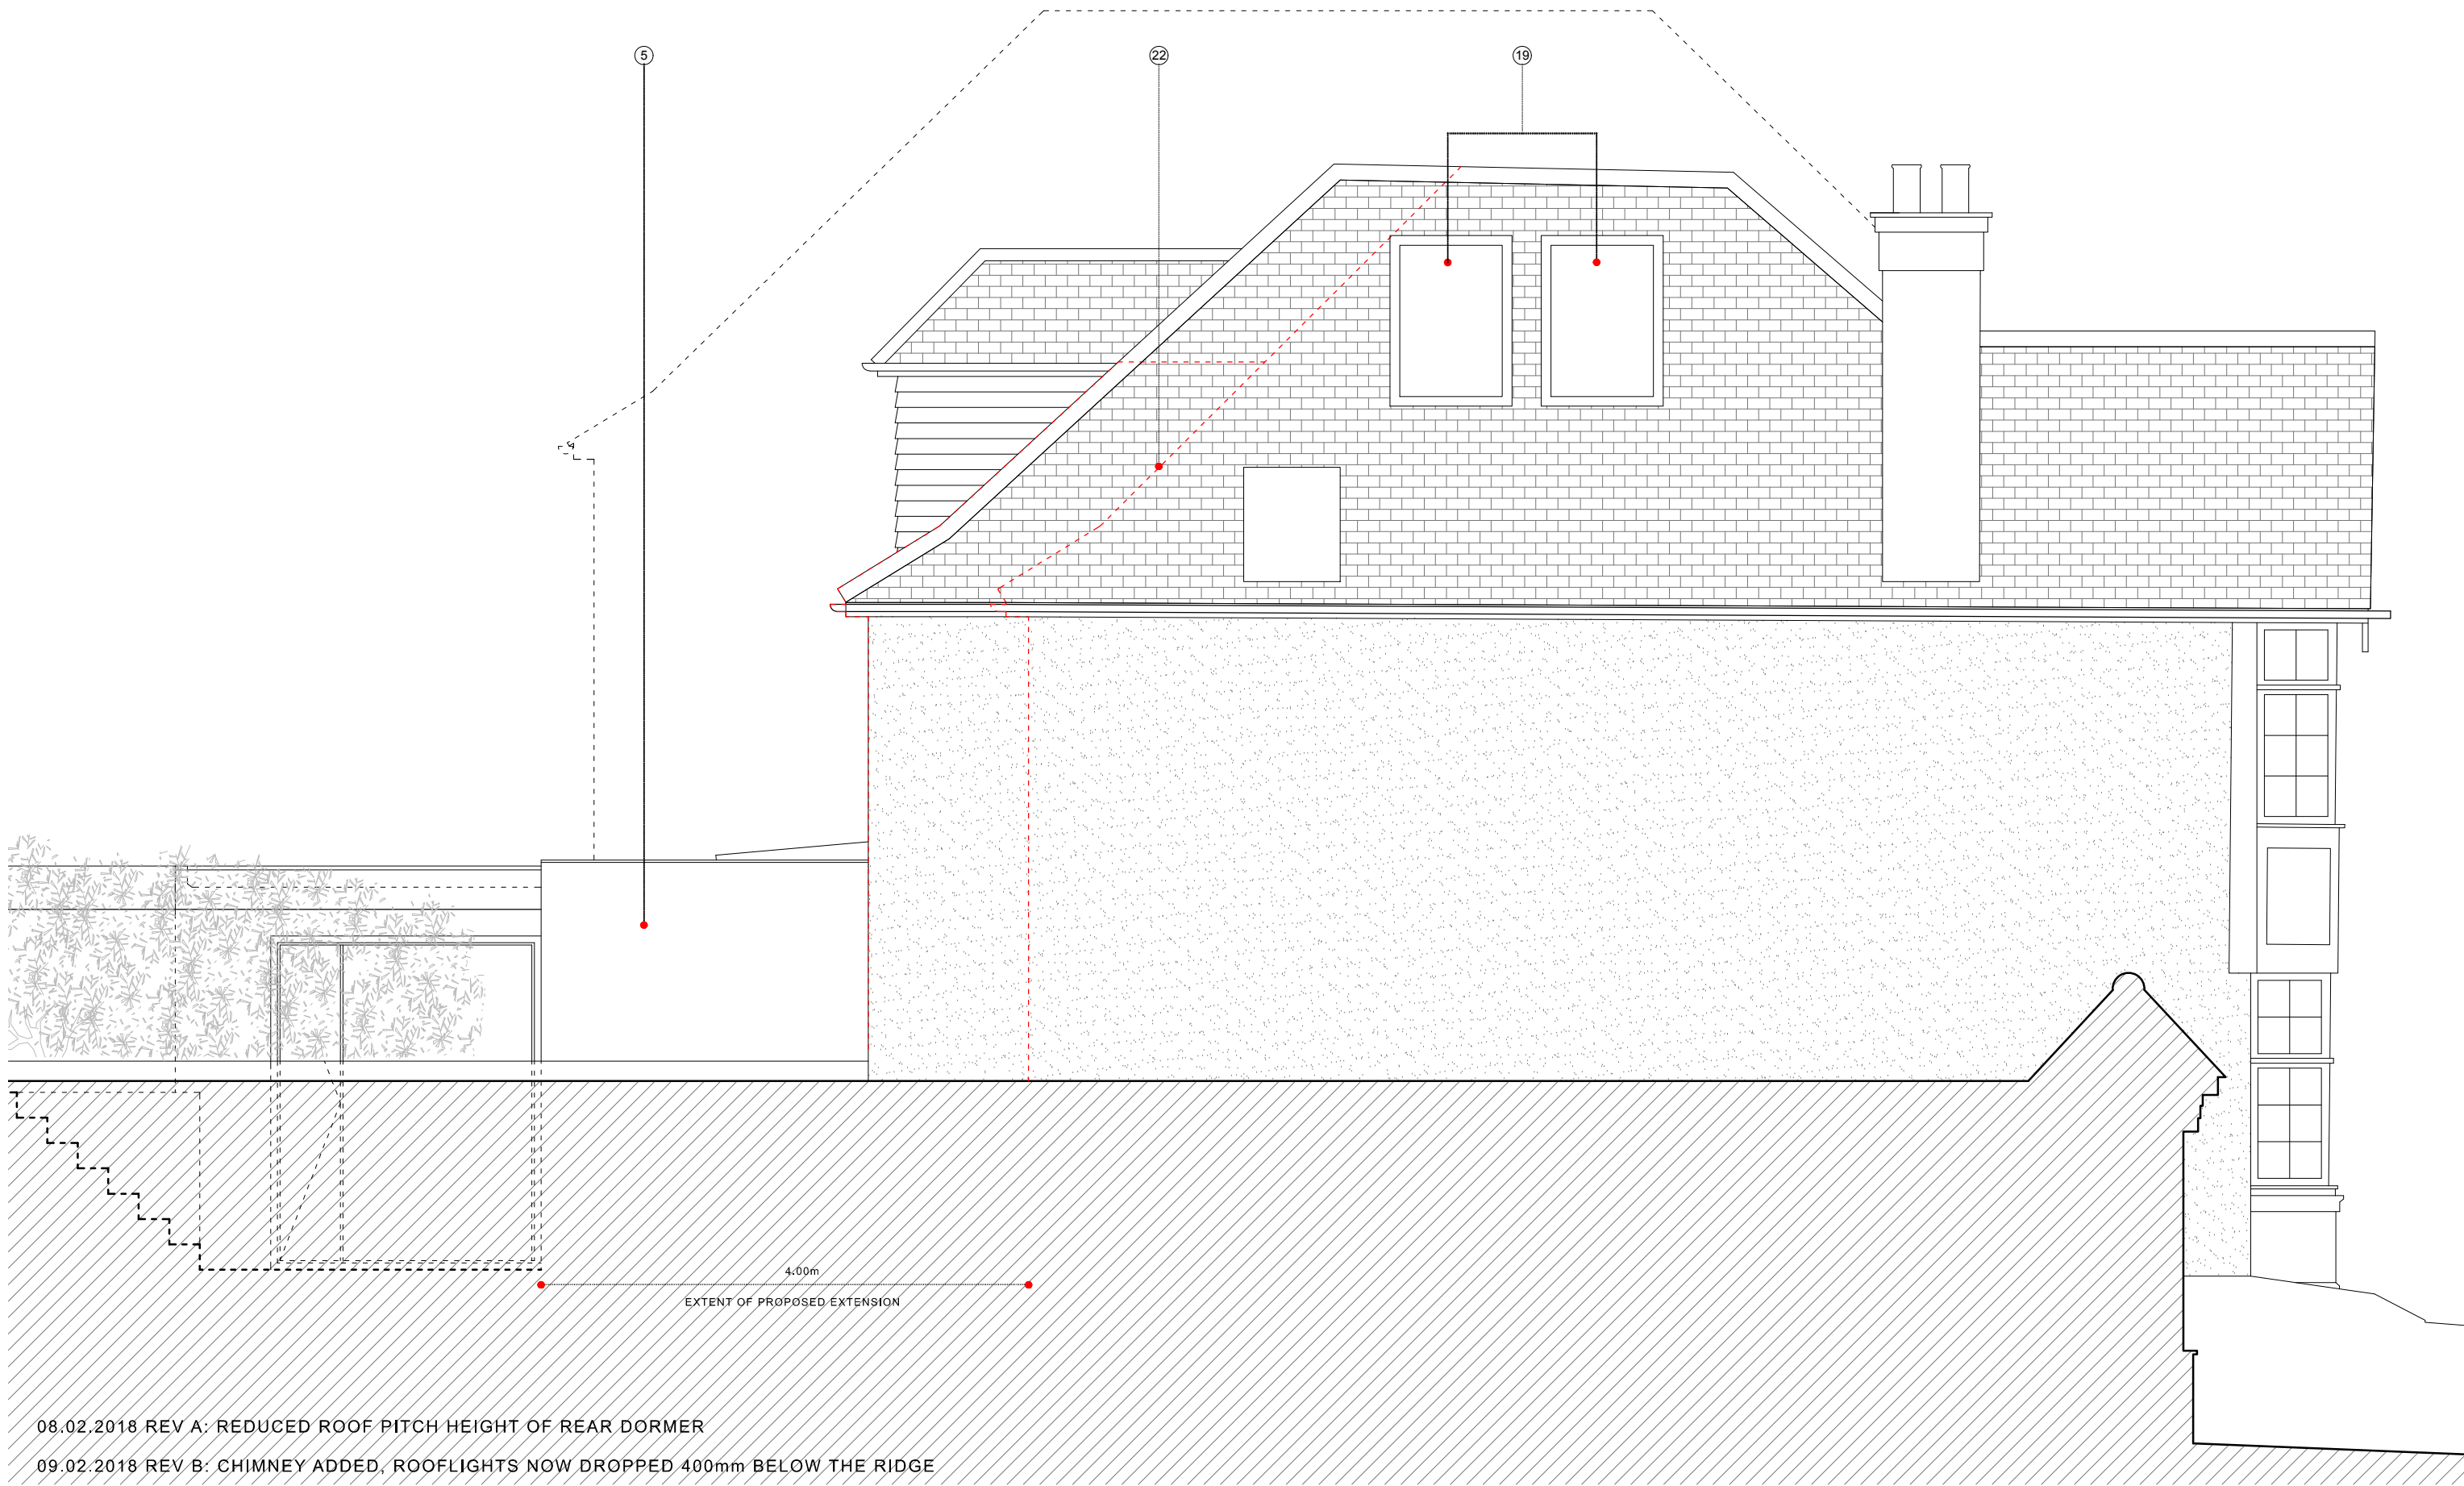 5
22
19
4.00m
EXTENT OF PROPOSED EXTENSION
08.02.2018 REV A: REDUCED ROOF PITCH HEIGHT OF REAR DORMER
09.02.2018 REV B: CHIMNEY ADDED, ROOFLIGHTS NOW DROPPED 400mm BELOW THE RIDGE